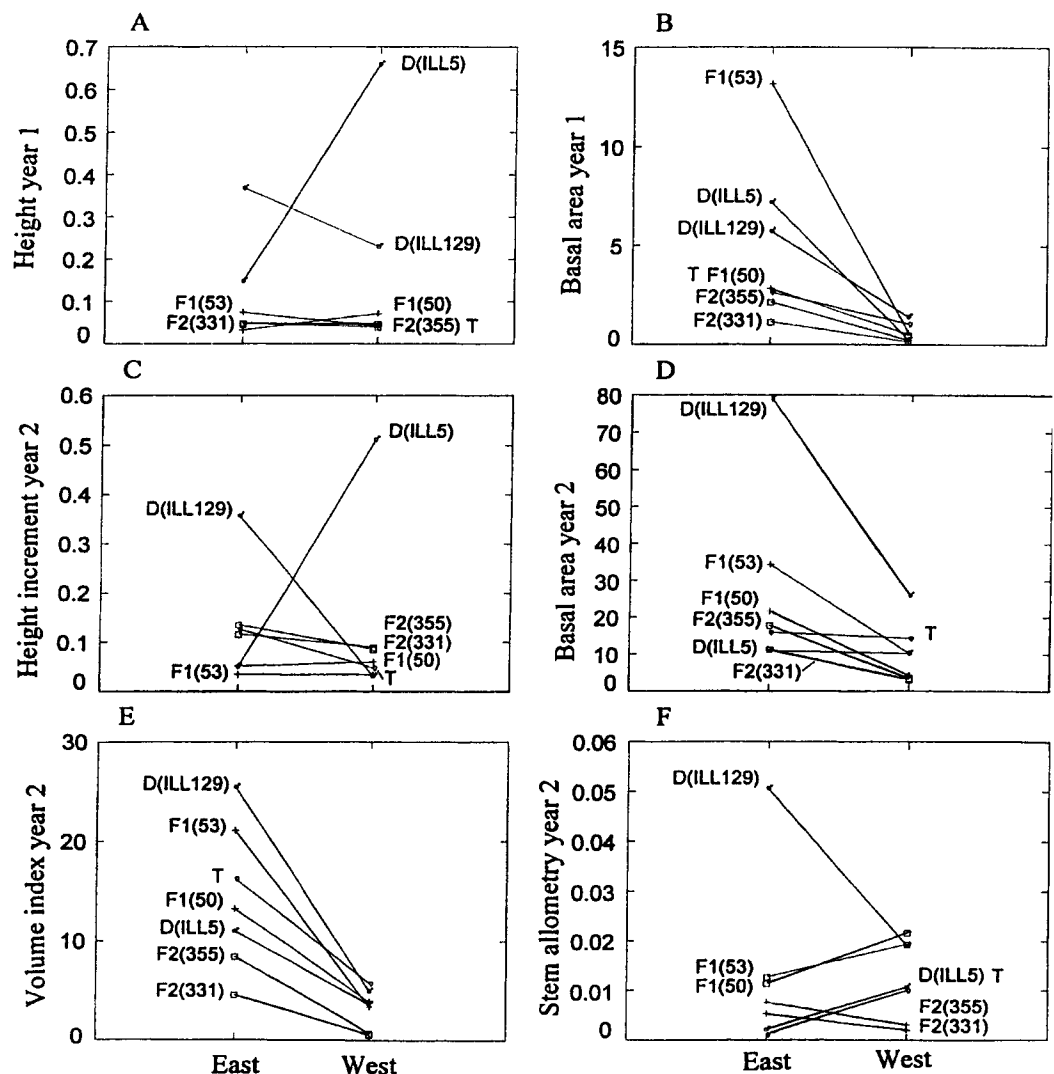 A
Height year 1
0.7
0.6
0.5
0.4
0.3
0.2
0.1
0
D(ILL5)
D(ILL129)
F1(53)
F2(331)
F1(50)
F2(355) T
B
Basal area year 1
15
10
5
0
F1(53)
D(ILL5)
D(ILL129)
T F1(50)
F2(355)
F2(331)
C
Height increment year 2
0.6
0.5
0.4
0.3
0.2
0.1
0
D(ILL5)
D(ILL129)
F2(355)
F2(331)
F1(50)
F1(53)
T
D
Basal area year 2
80
70
60
50
40
30
20
10
0
D(ILL129)
F1(53)
F1(50)
F2(355)
T
D(ILL5)
F2(331)
E
Volume index year 2
30
20
10
0
D(ILL129)
F1(53)
T
F1(50)
D(ILL5)
F2(355)
F2(331)
East
West
F
Stem allometry year 2
0.06
0.05
0.04
0.03
0.02
0.01
0
D(ILL129)
F1(53)
F1(50)
D(ILL5) T
F2(355)
F2(331)
East
West